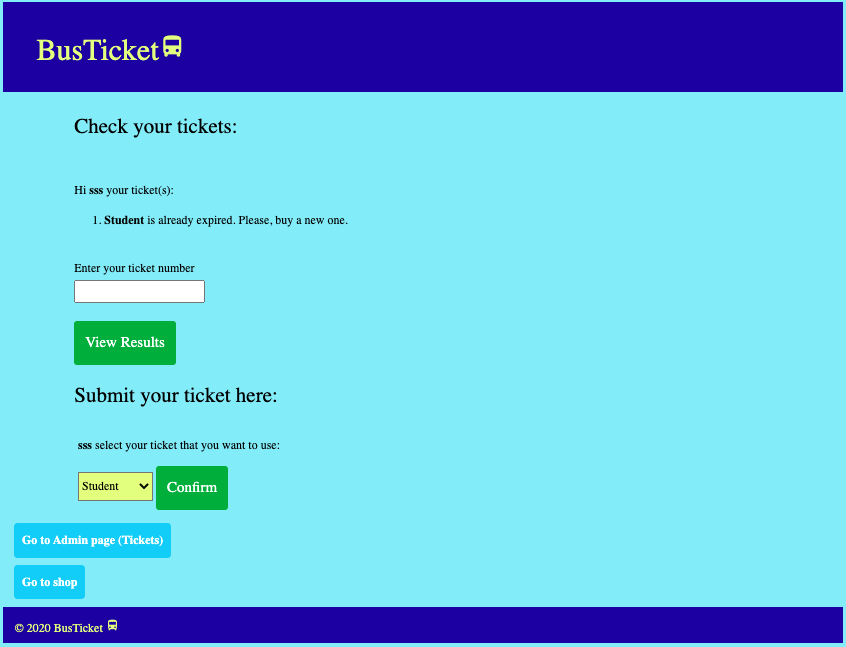 BusTicket
Check your tickets:
Hi sss your ticket(s):
1. Student is already expired. Please, buy a new one.
Enter your ticket number
View Results
Submit your ticket here:
sss select your ticket that you want to use:
Student
Confirm
Go to Admin page (Tickets)
Go to shop
© 2020 BusTicket